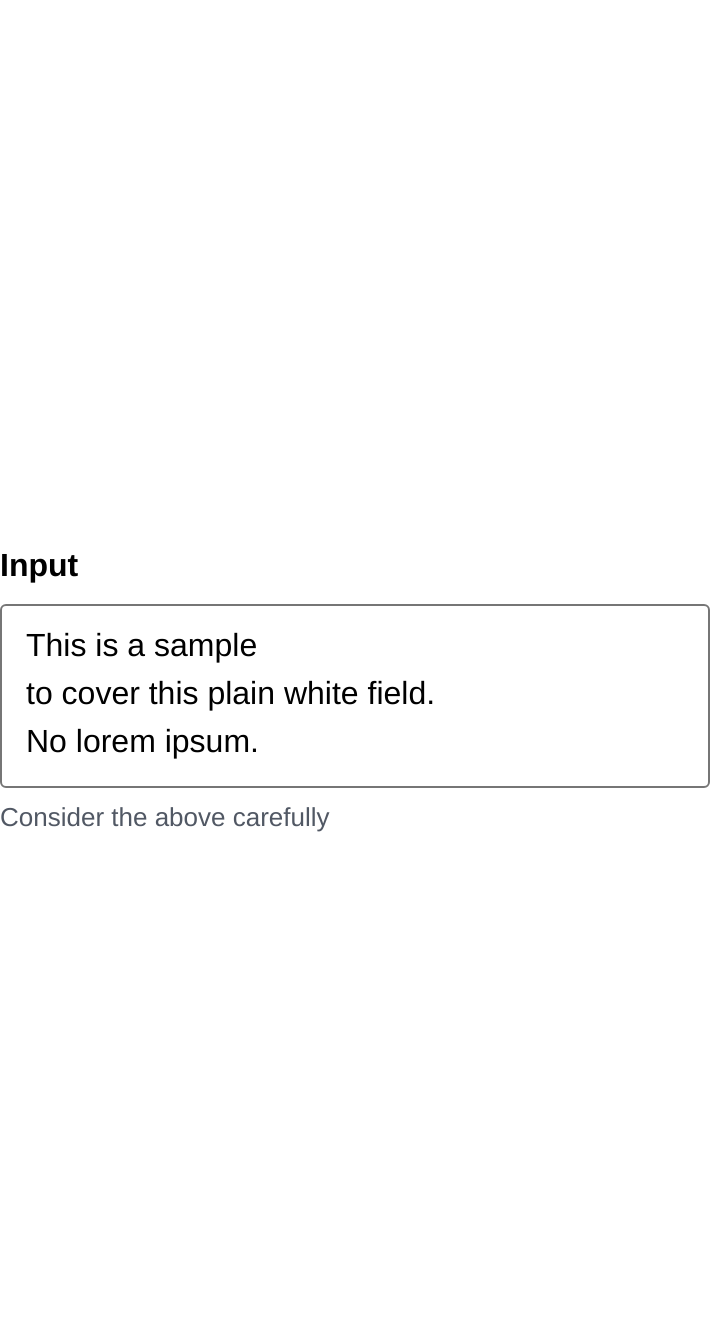 Input
This is a sample
to cover this plain white field.
No lorem ipsum.
Consider the above carefully